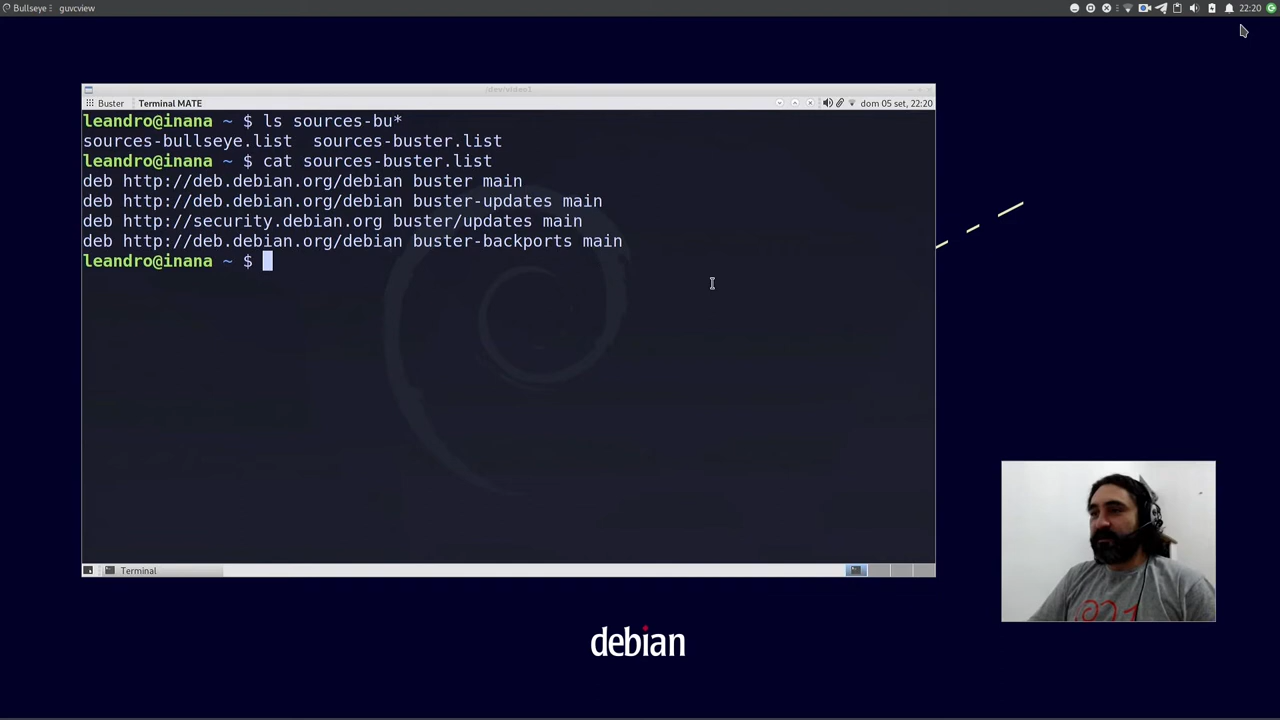 Bullseye guvcview 22:20
/dev/video1
Buster Terminal MATE dom 05 set, 22:20
leandro@inana ~ $ ls sources-bu*
sources-bullseye.list sources-buster.list
leandro@inana ~ $ cat sources-buster.list
deb http://deb.debian.org/debian buster main
deb http://deb.debian.org/debian buster-updates main
deb http://security.debian.org buster/updates main
deb http://deb.debian.org/debian buster-backports main
leandro@inana ~ $
Terminal
debian